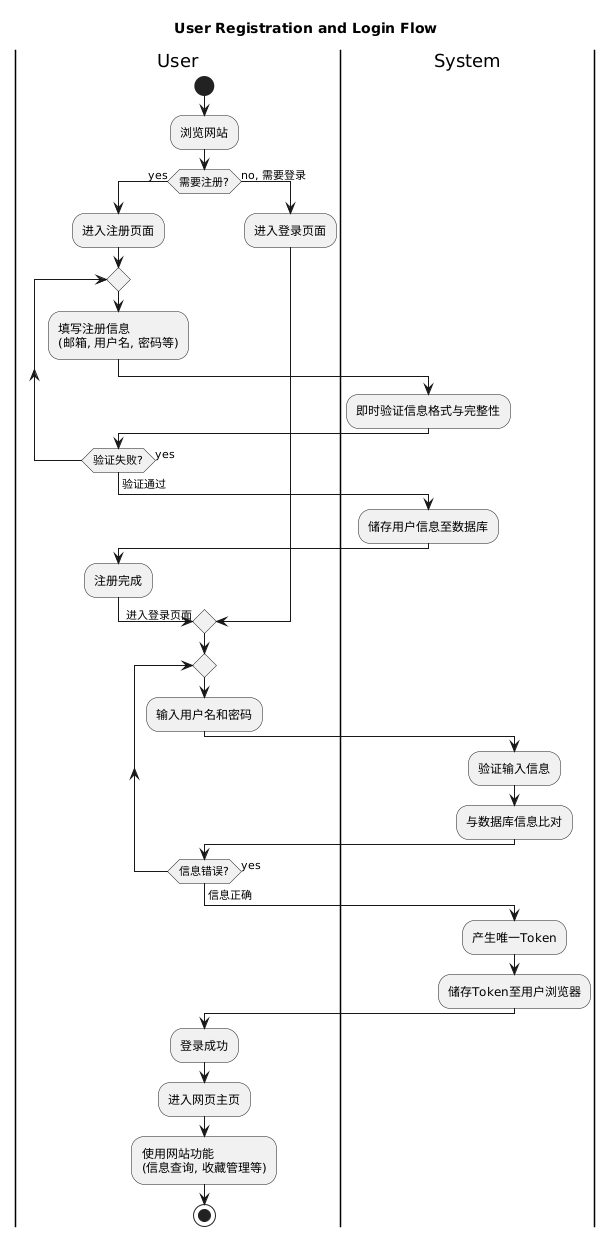 User Registration and Login Flow
User
System
浏览网站
需要注册?
yes
no, 需要登录
进入注册页面
进入登录页面
填写注册信息
(邮箱, 用户名, 密码等)
即时验证信息格式与完整性
验证失败?
yes
验证通过
储存用户信息至数据库
注册完成
进入登录页面
输入用户名和密码
验证输入信息
与数据库信息比对
信息错误?
yes
信息正确
产生唯一Token
储存Token至用户浏览器
登录成功
进入网页主页
使用网站功能
(信息查询, 收藏管理等)